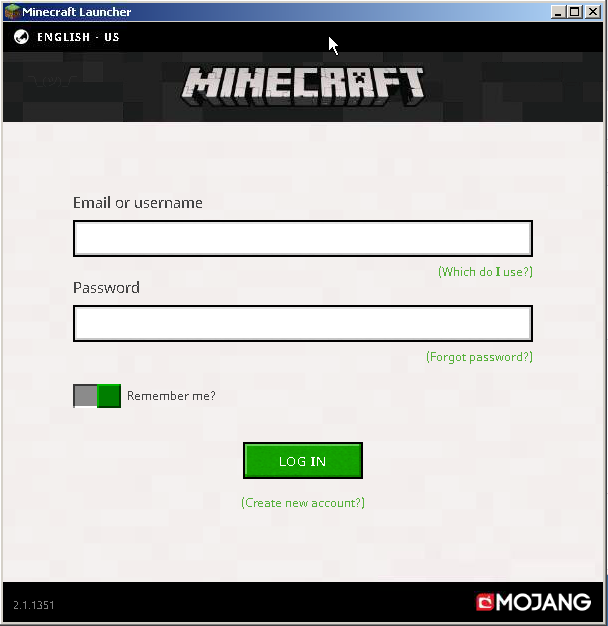 Minecraft Launcher
ENGLISH - US
MINECRAFT
Email or username
(Which do I use?)
Password
(Forgot password?)
Remember me?
LOG IN
(Create new account?)
2.1.1351
MOJANG